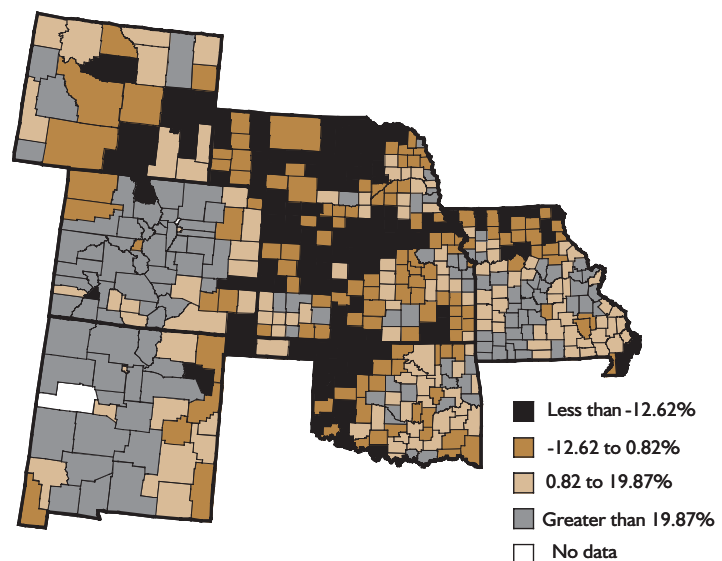 Less than -12.62%
-12.62 to 0.82%
0.82 to 19.87%
Greater than 19.87%
No data